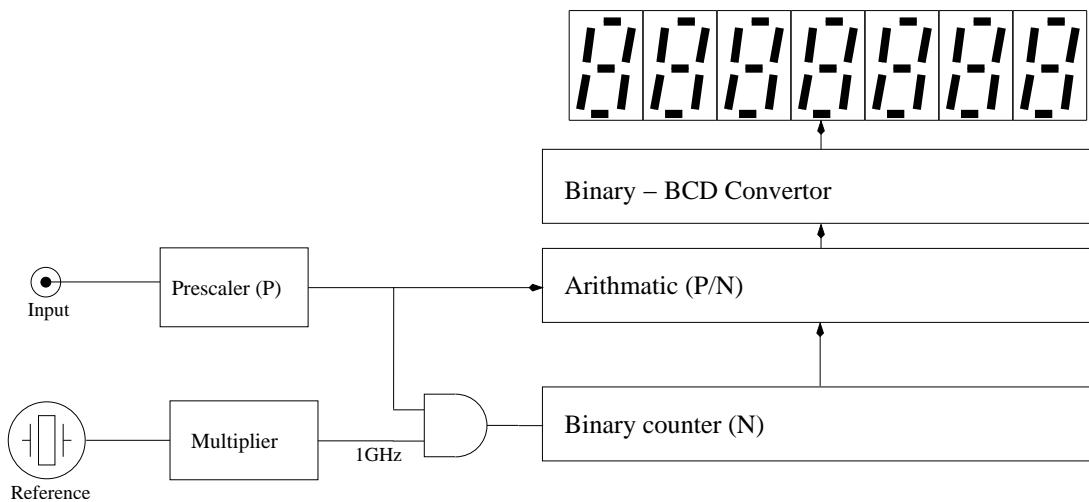 Binary – BCD Convertor
Prescaler (P)
Arithmatic (P/N)
Input
Multiplier
1GHz
Binary counter (N)
Reference